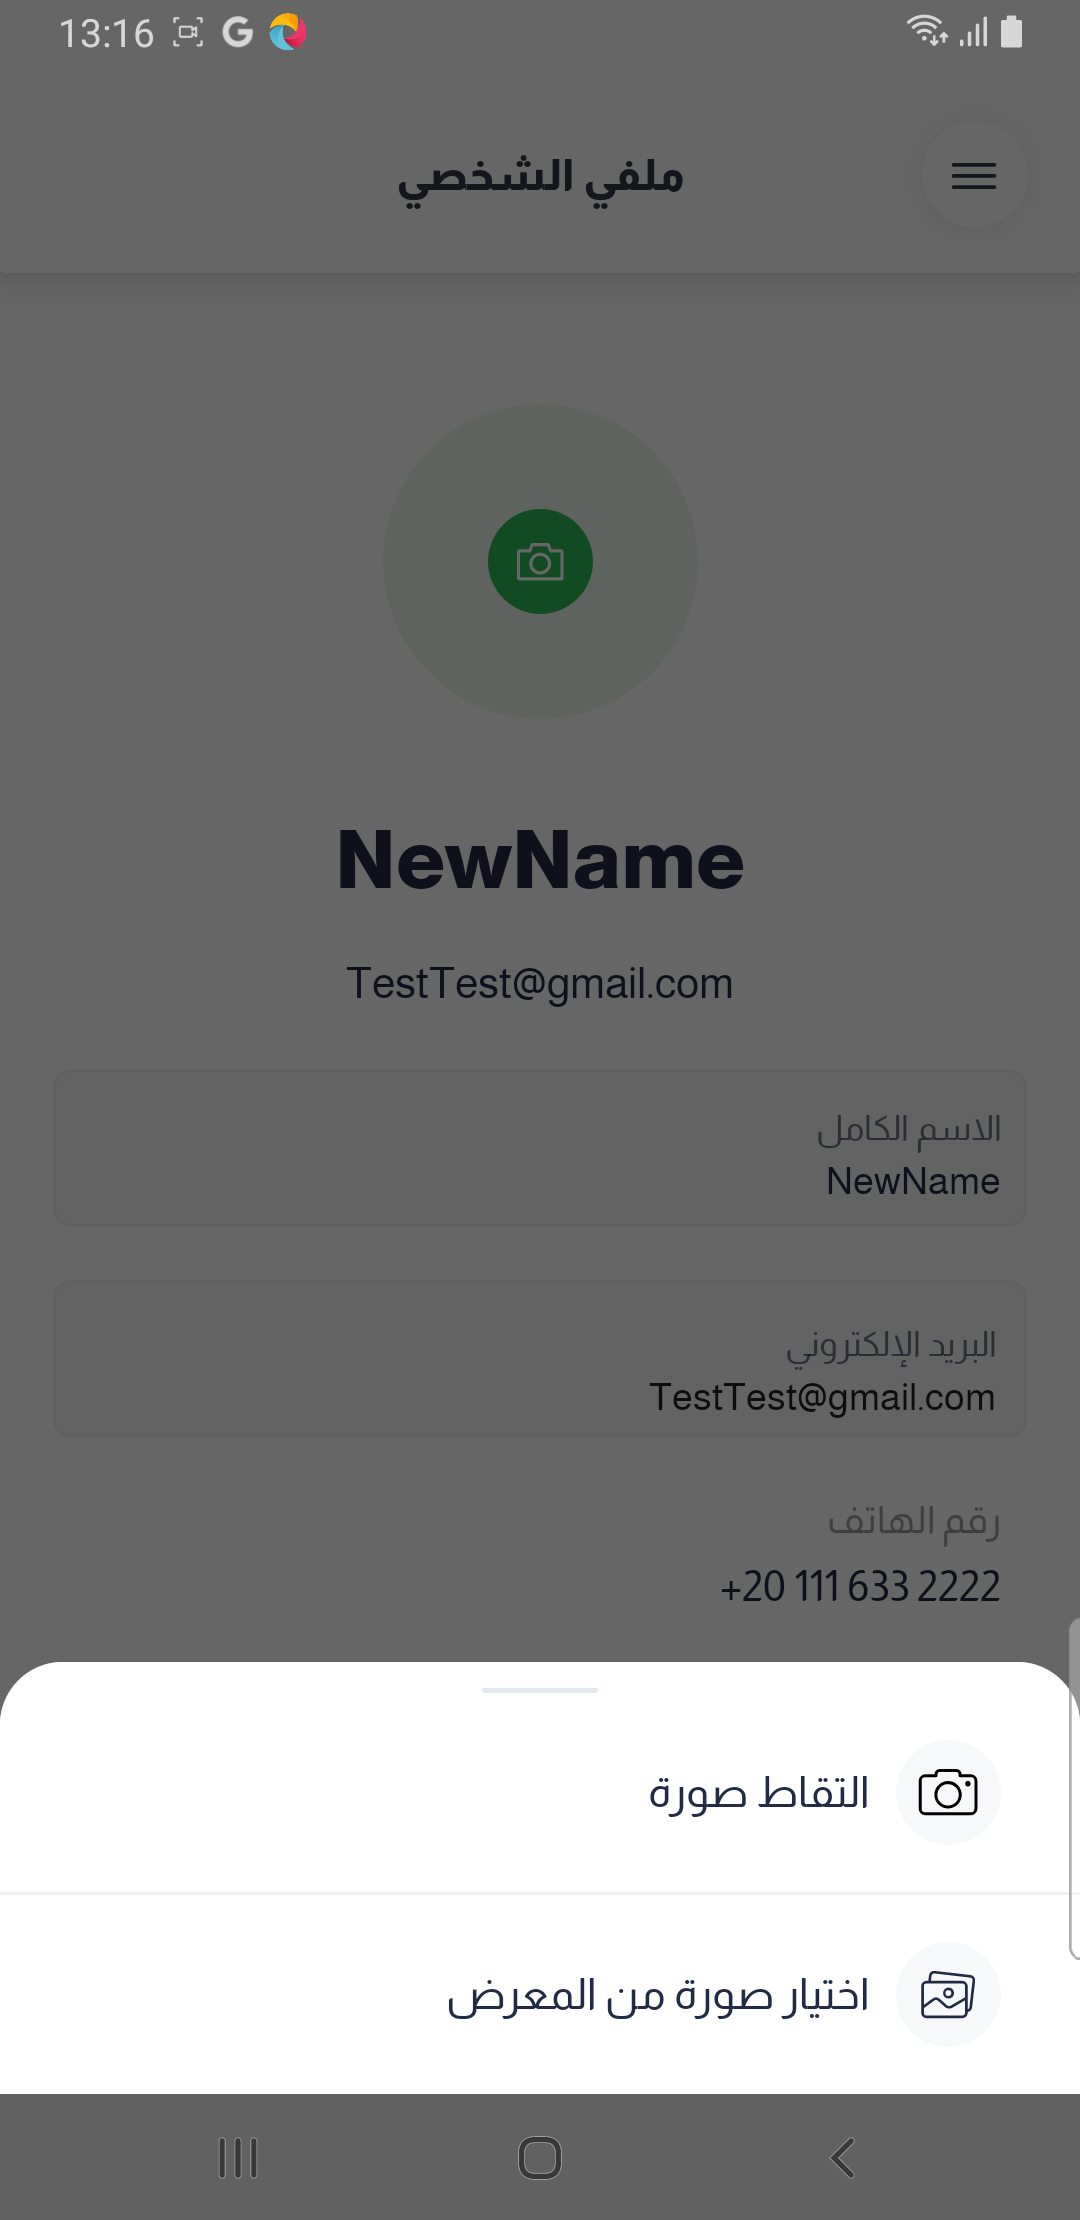 13:16
ملفي الشخصي
NewName
TestTest@gmail.com
الاسم الكامل
NewName
البريد الإلكتروني
TestTest@gmail.com
رقم الهاتف
+20 111 633 2222
التقاط صورة
اختيار صورة من المعرض